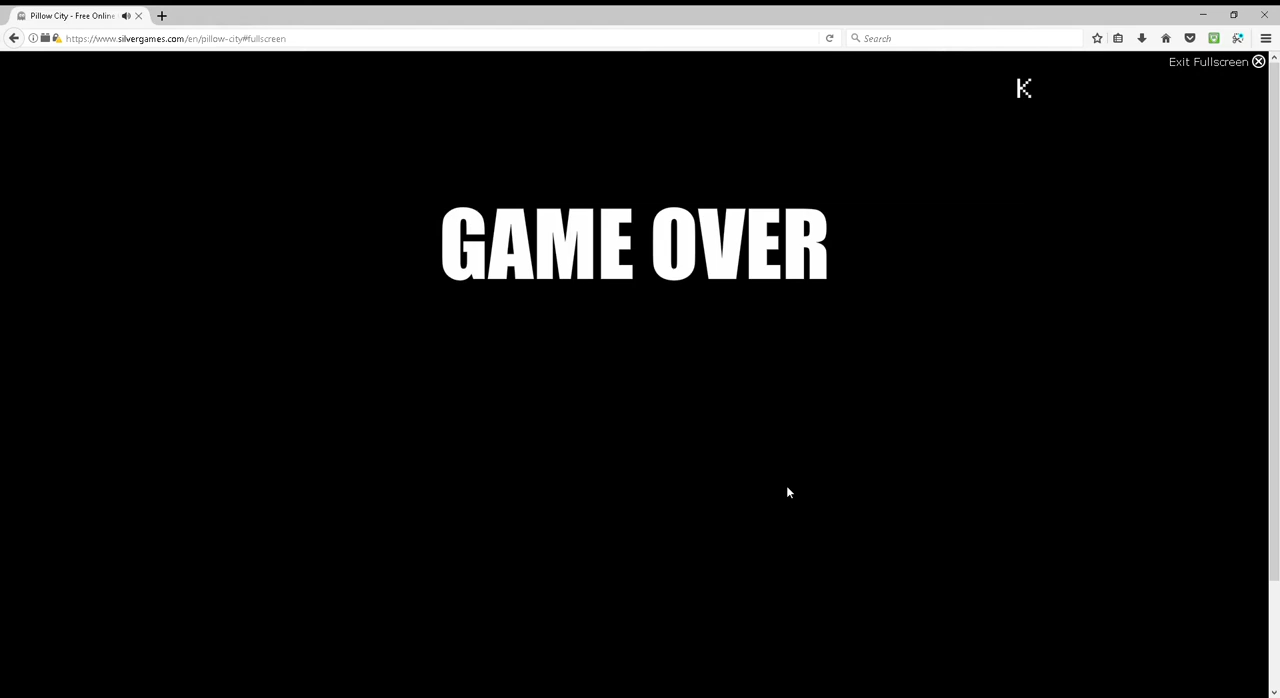 Pillow City - Free Online
https://www.silvergames.com/en/pillow-city#fullscreen
Search
Exit Fullscreen
K
GAME OVER